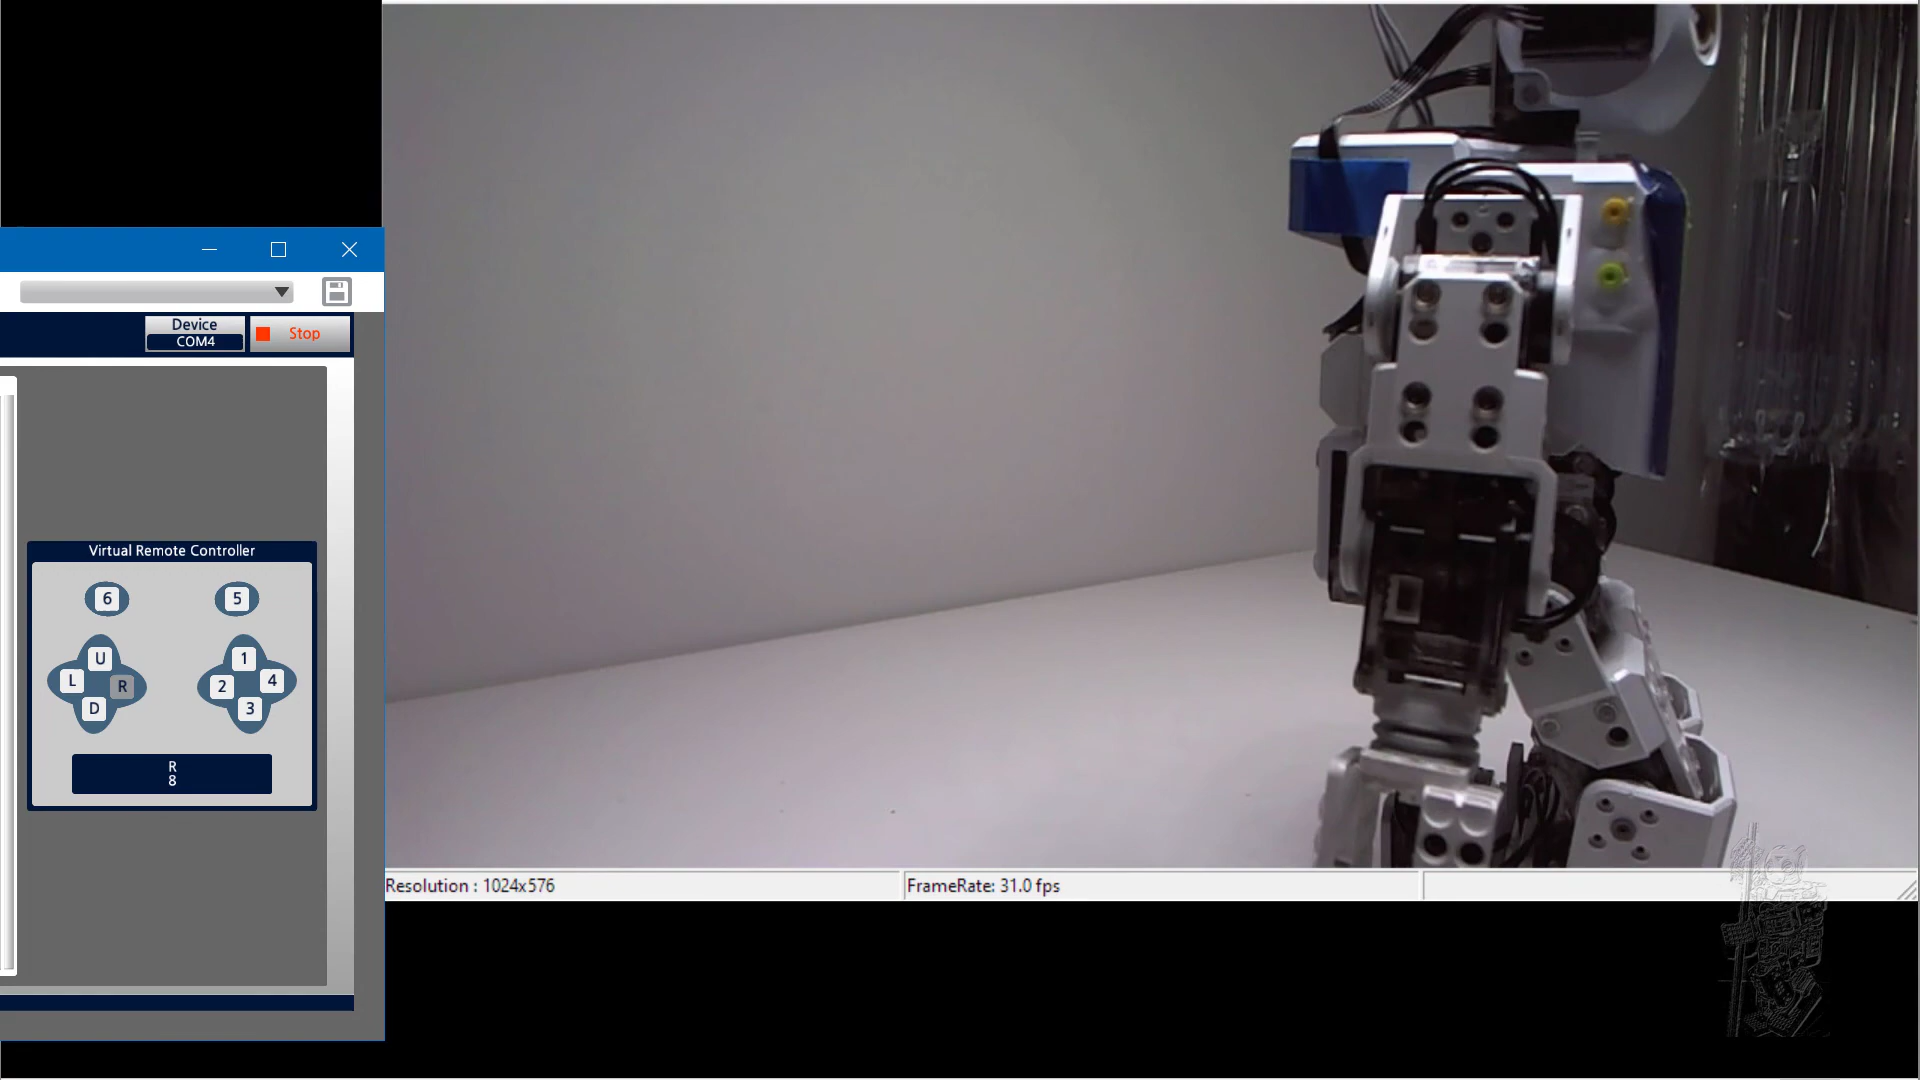 Device
COM4
Stop
Virtual Remote Controller
6
5
U
L
R
D
1
2
4
3
R
8
Resolution : 1024x576
FrameRate: 31.0 fps